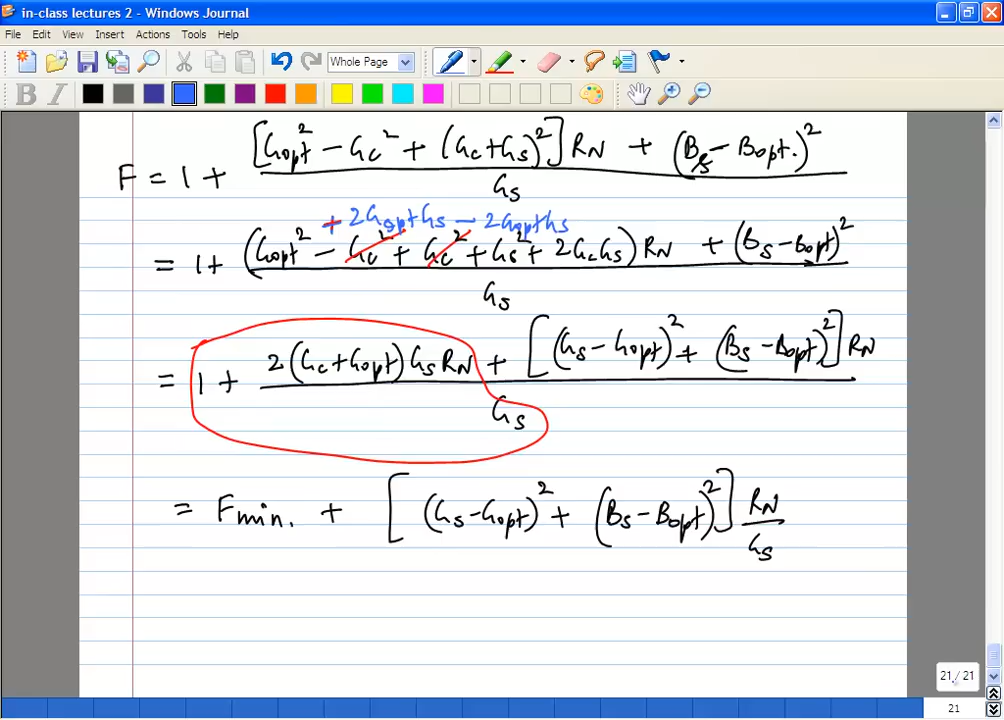 in-class lectures 2 - Windows Journal
File Edit View Insert Actions Tools Help
Whole Page
B I
F = 1 + ([Gopt² - Gc² + (Gc + Gs)²] RN + (Bs - Bopt.)²) / Gs
+ 2GoptGs - 2GoptGs
= 1 + ((Gopt² - Gc² + Gc² + Gs² + 2GcGs) RN + (Bs - Bopt)²) / Gs
= 1 + (2(Gc + Gopt) Gs RN + [(Gs - Gopt)² + (Bs - Bopt)²] RN) / Gs
= Fmin. + [(Gs - Gopt)² + (Bs - Bopt)²] RN / Gs
21 / 21
21